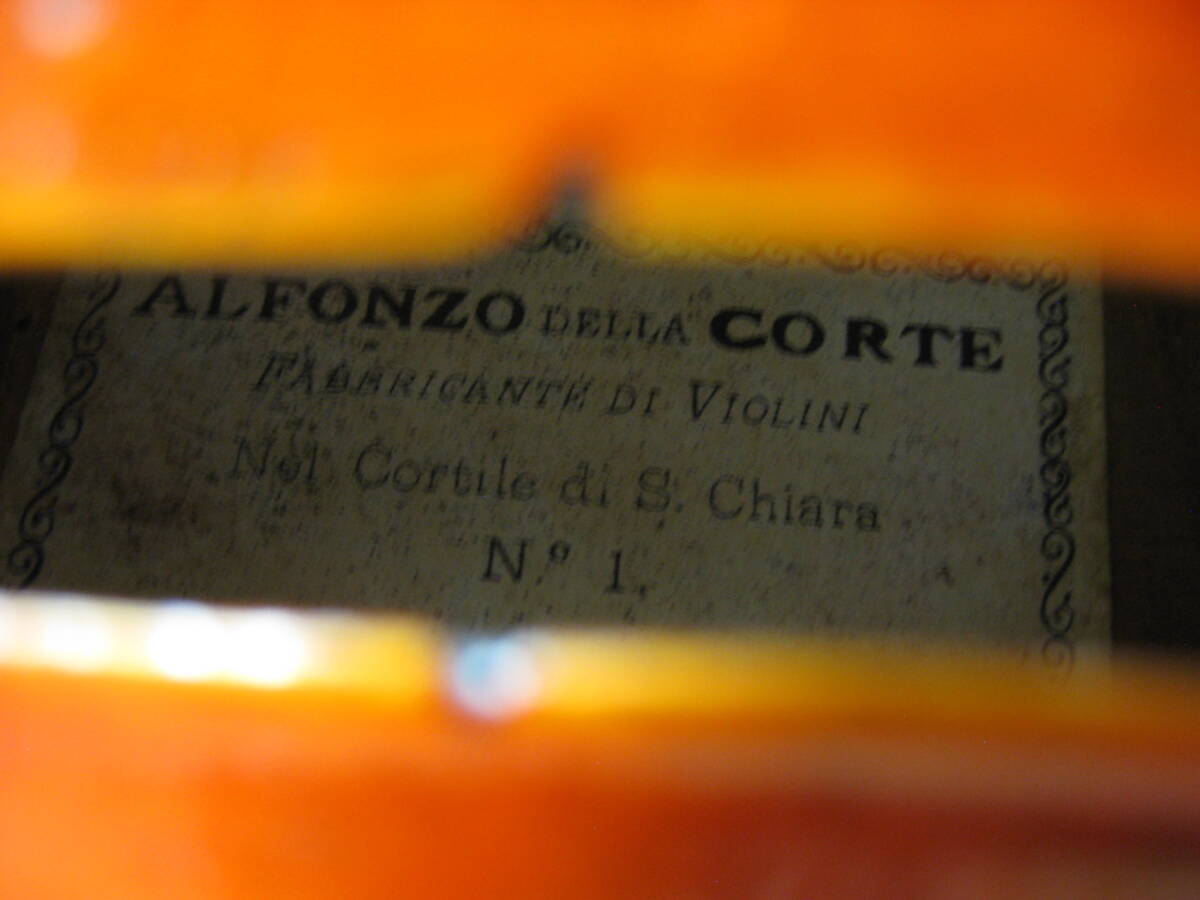 ALFONZO DELLA CORTE
FABBRICANTE DI VIOLINI
Nel Cortile di S. Chiara
N.º 1.